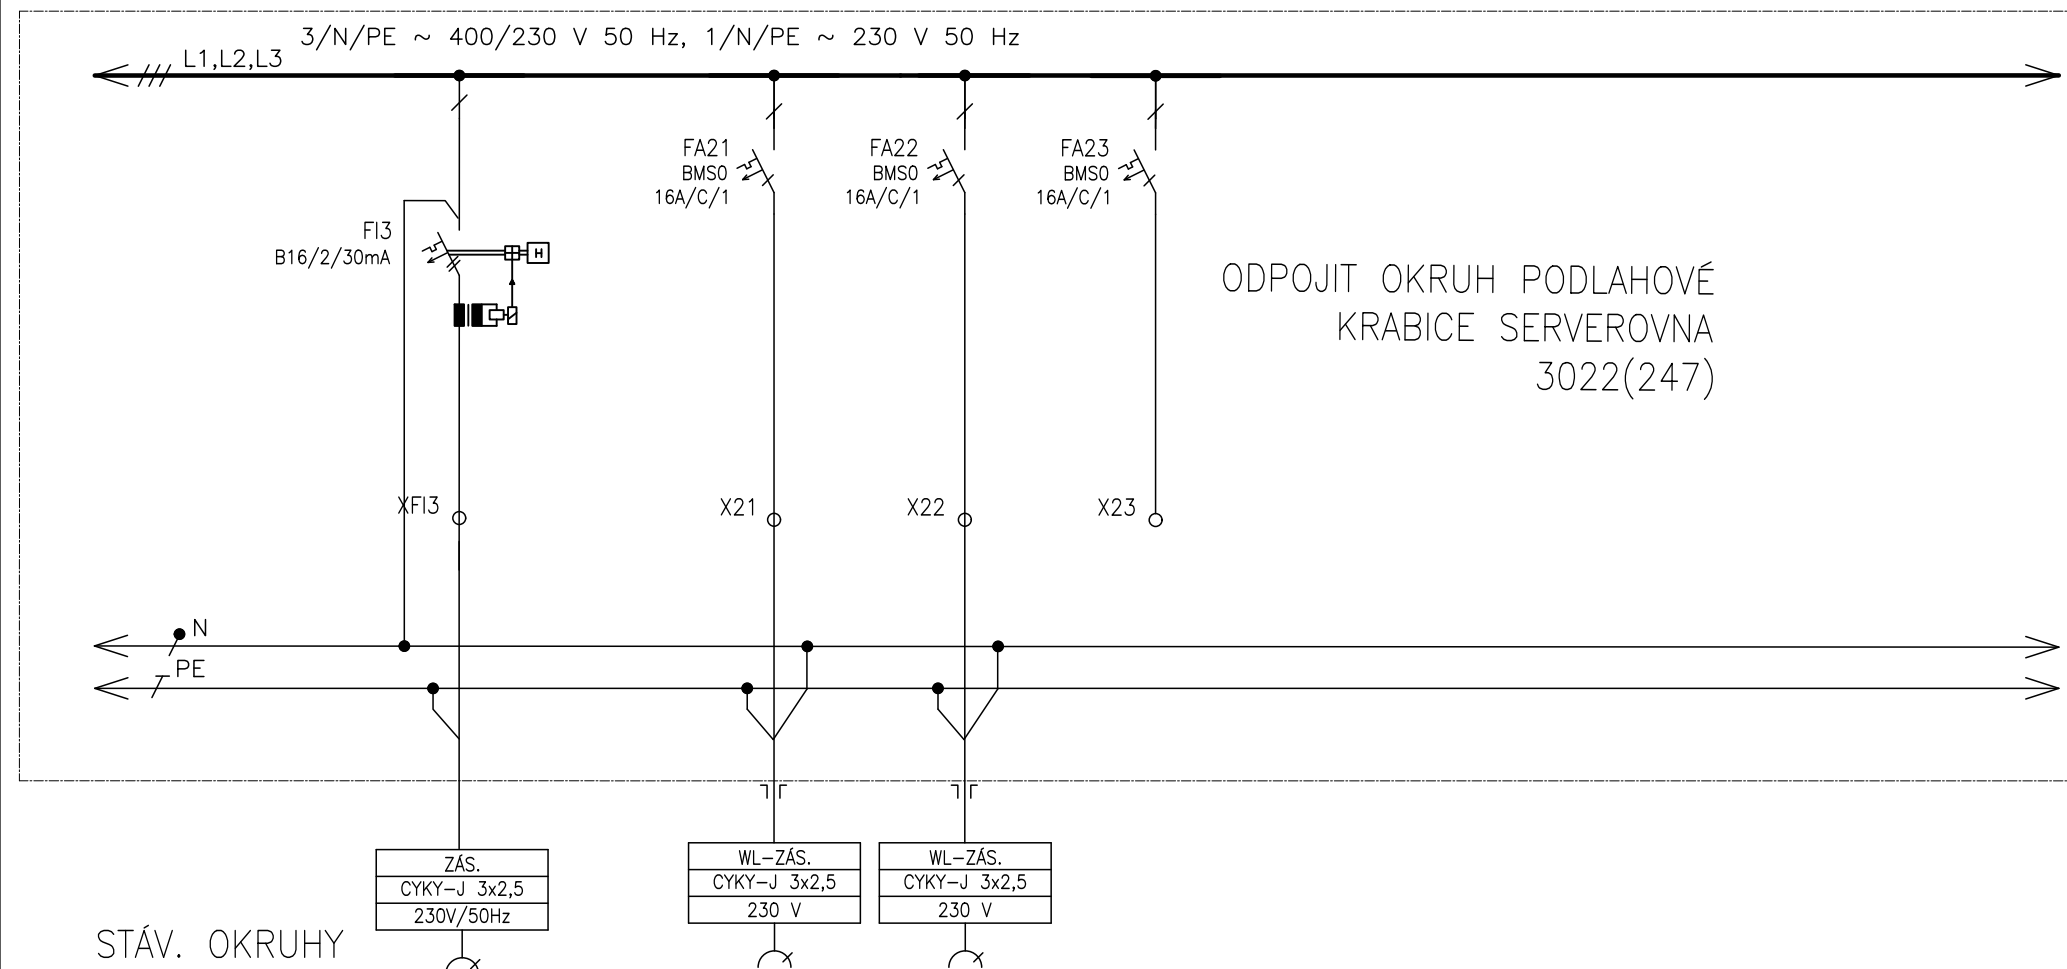 3/N/PE ~ 400/230 V 50 Hz, 1/N/PE ~ 230 V 50 Hz
L1,L2,L3
FA21
BMS0
16A/C/1
FA22
BMS0
16A/C/1
FA23
BMS0
16A/C/1
FI3
B16/2/30mA
H
ODPOJIT OKRUH PODLAHOVÉ
KRABICE SERVEROVNA
3022(247)
XFI3
X21
X22
X23
N
PE
ZÁS.
CYKY-J 3x2,5
230V/50Hz
WL-ZÁS.
CYKY-J 3x2,5
230 V
WL-ZÁS.
CYKY-J 3x2,5
230 V
STÁV. OKRUHY